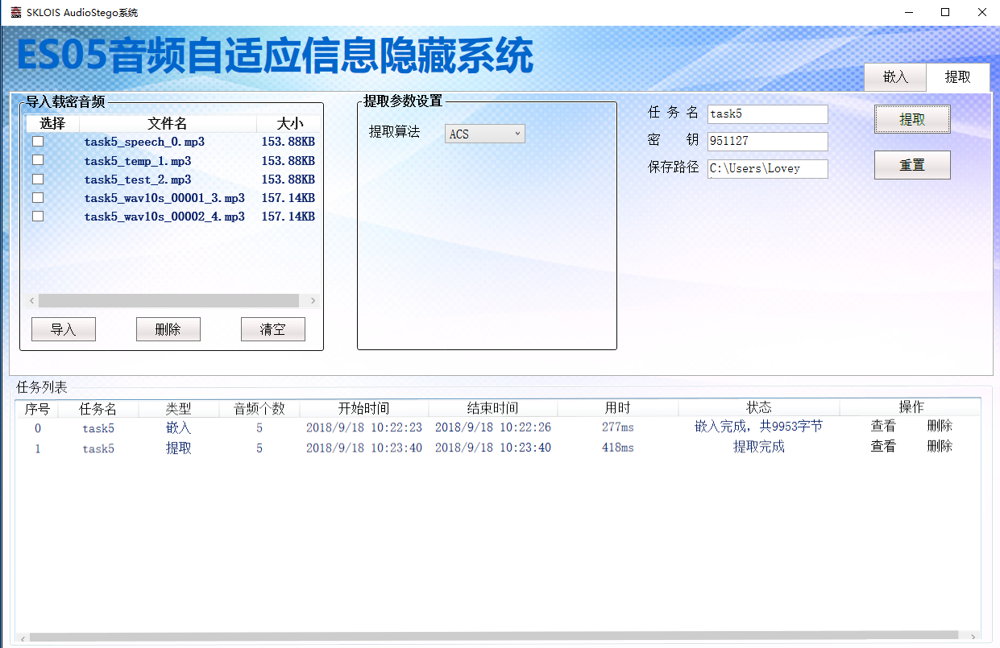 SKLOIS AudioStego系统
ES05音频自适应信息隐藏系统
嵌入 提取
导入载密音频
选择 文件名 大小
task5_speech_0.mp3 153.88KB
task5_temp_1.mp3 153.88KB
task5_test_2.mp3 153.88KB
task5_wav10s_00001_3.mp3 157.14KB
task5_wav10s_00002_4.mp3 157.14KB
导入 删除 清空
提取参数设置
提取算法 ACS
任务名 task5
密钥 951127
保存路径 C:\Users\Lovey
提取
重置
任务列表
序号 任务名 类型 音频个数 开始时间 结束时间 用时 状态 操作
0 task5 嵌入 5 2018/9/18 10:22:23 2018/9/18 10:22:26 277ms 嵌入完成，共9953字节 查看 删除
1 task5 提取 5 2018/9/18 10:23:40 2018/9/18 10:23:40 418ms 提取完成 查看 删除